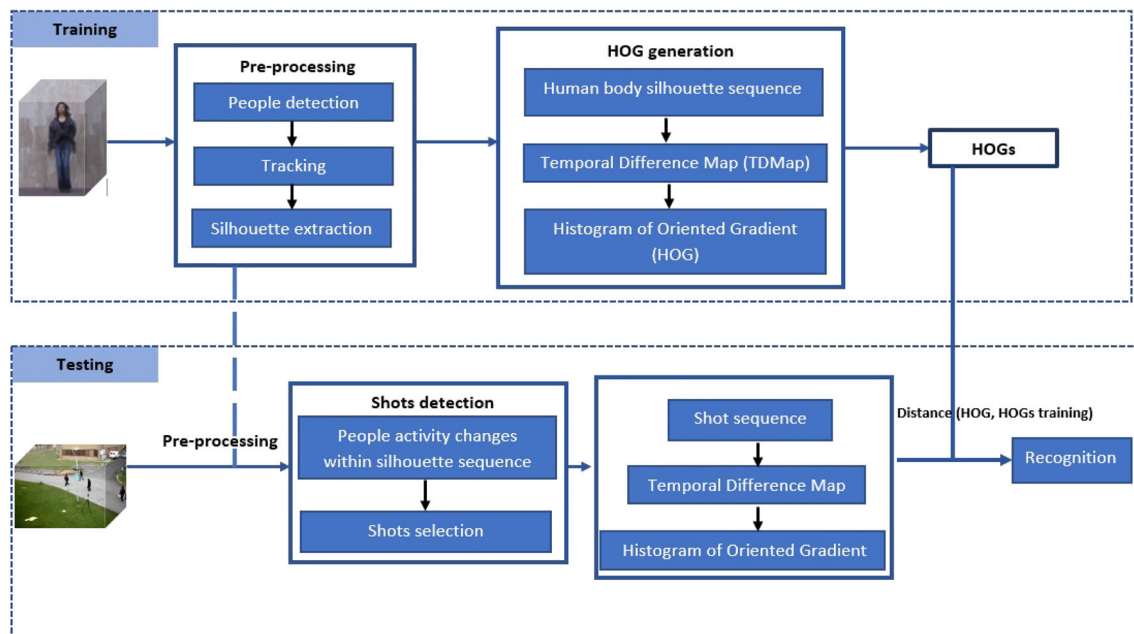 Training
Pre-processing
People detection
Tracking
Silhouette extraction
HOG generation
Human body silhouette sequence
Temporal Difference Map (TDMap)
Histogram of Oriented Gradient
(HOG)
HOGs
Testing
Pre-processing
Shots detection
People activity changes
within silhouette sequence
Shots selection
Shot sequence
Temporal Difference Map
Histogram of Oriented Gradient
Distance (HOG, HOGs training)
Recognition